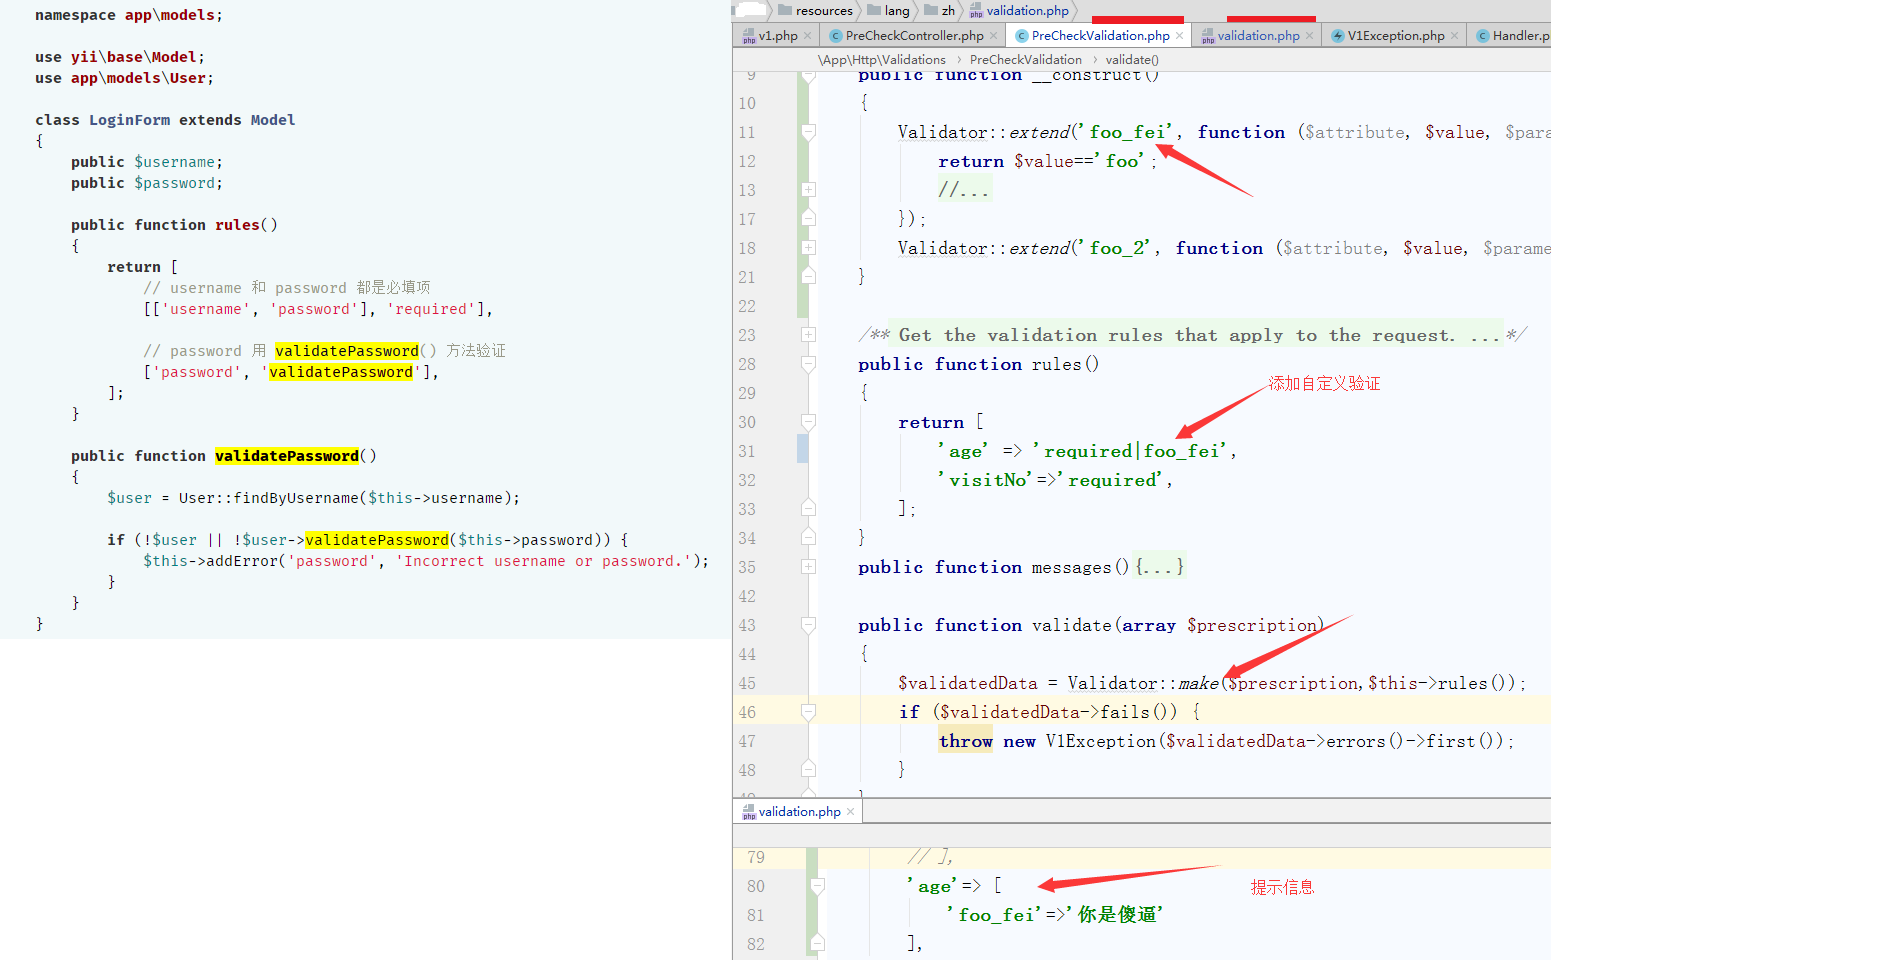 namespace app\models;
use yii\base\Model;
use app\models\User;
class LoginForm extends Model
{
public $username;
public $password;
public function rules()
{
return [
// username 和 password 都是必填项
[['username', 'password'], 'required'],
// password 用 validatePassword() 方法验证
['password', 'validatePassword'],
];
}
public function validatePassword()
{
$user = User::findByUsername($this->username);
if (!$user || !$user->validatePassword($this->password)) {
$this->addError('password', 'Incorrect username or password.');
}
}
}
resources lang zh validation.php
v1.php PreCheckController.php PreCheckValidation.php validation.php V1Exception.php Handler.p
\App\Http\Validations › PreCheckValidation › validate()
9 public function __construct()
10 {
11 Validator::extend('foo_fei', function ($attribute, $value, $para
12 return $value=='foo';
13 //...
17 });
18 Validator::extend('foo_2', function ($attribute, $value, $parame
21 }
22
23 /** Get the validation rules that apply to the request. ...*/
28 public function rules()
29 {
添加自定义验证
30 return [
31 'age' => 'required|foo_fei',
32 'visitNo'=>'required',
33 ];
34 }
35 public function messages(){...}
42
43 public function validate(array $prescription)
44 {
45 $validatedData = Validator::make($prescription,$this->rules());
46 if ($validatedData->fails()) {
47 throw new V1Exception($validatedData->errors()->first());
48 }
49 }
validation.php
79 // ],
80 'age'=> [ 提示信息
81 'foo_fei'=>'你是傻逼'
82 ],